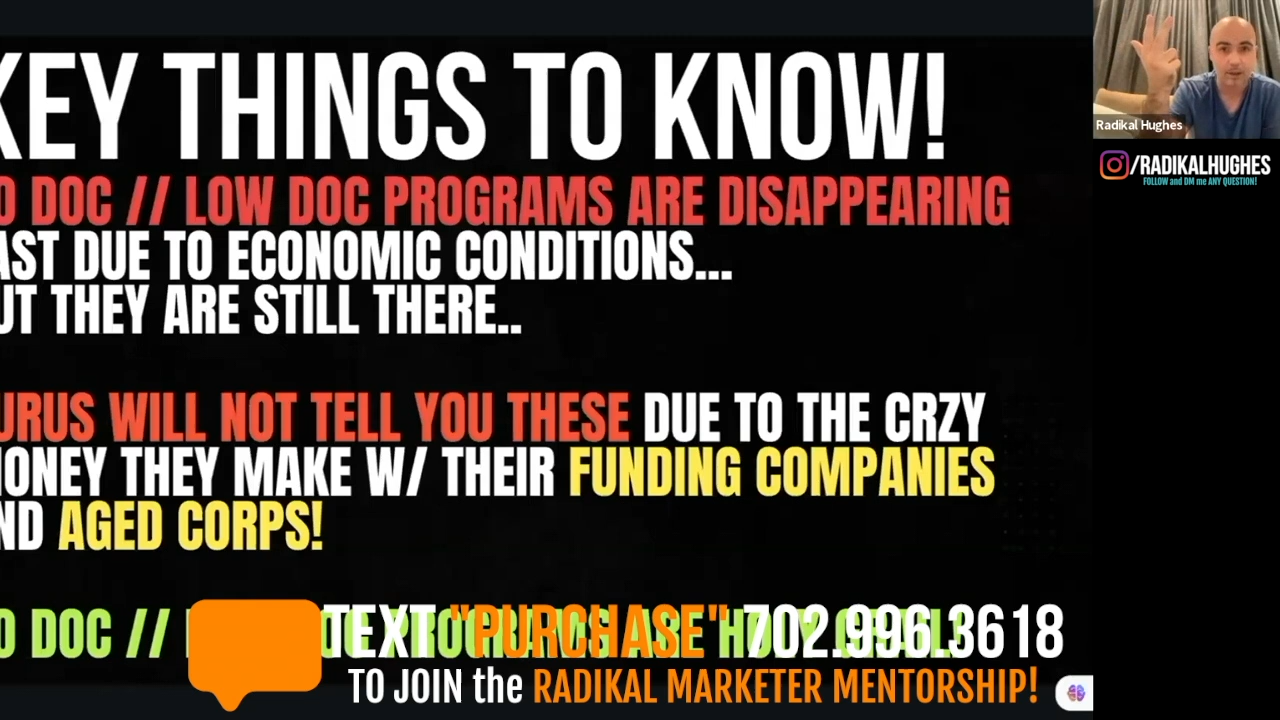 KEY THINGS TO KNOW!
O DOC // LOW DOC PROGRAMS ARE DISAPPEARING
AST DUE TO ECONOMIC CONDITIONS...
UT THEY ARE STILL THERE..
URUS WILL NOT TELL YOU THESE DUE TO THE CRZY
ONEY THEY MAKE W/ THEIR FUNDING COMPANIES
ND AGED CORPS!
O DOC //
TEXT "PURCHASE" 702.996.3618
TO JOIN the RADIKAL MARKETER MENTORSHIP!
Radikal Hughes
/RADIKALHUGHES
FOLLOW and DM me ANY QUESTION!